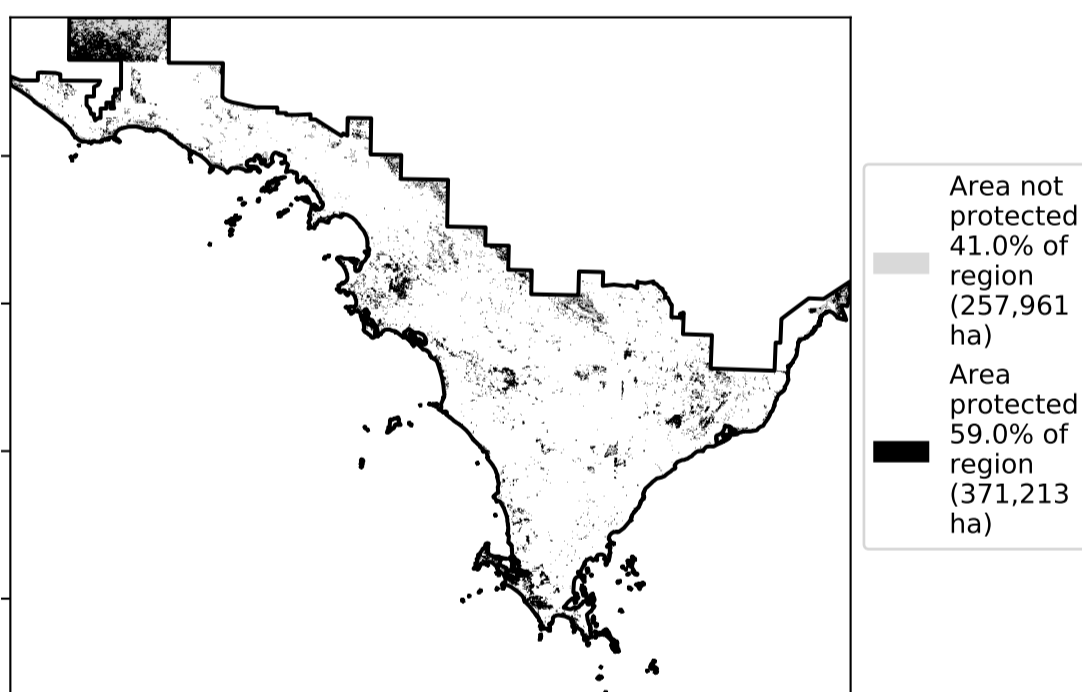 Area not
protected
41.0% of
region
(257,961
ha)
Area
protected
59.0% of
region
(371,213
ha)